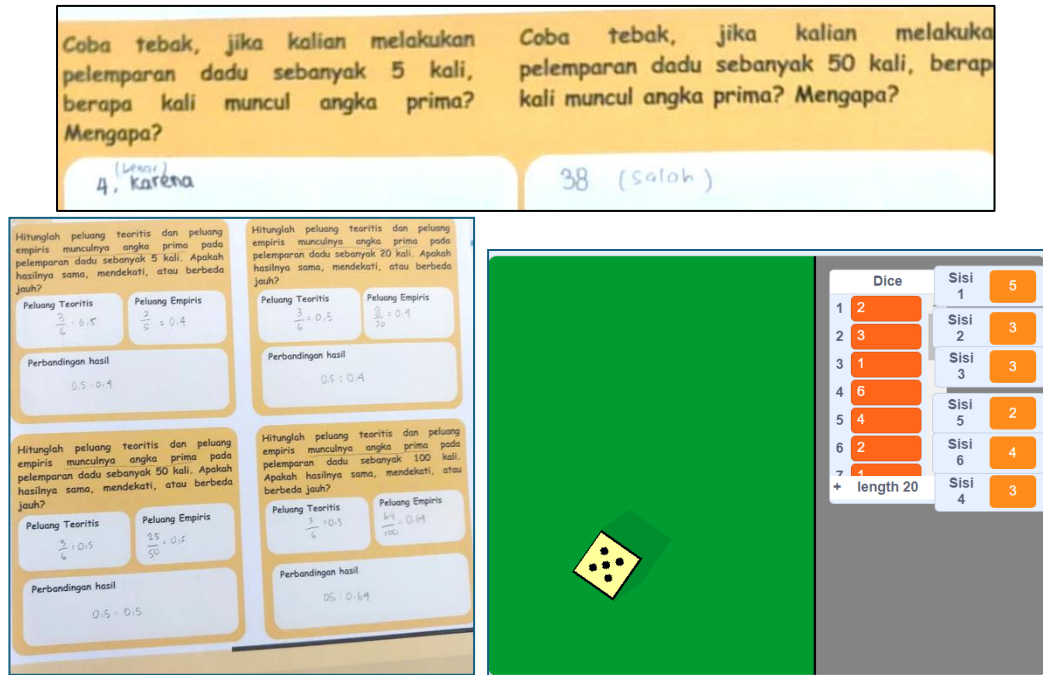 Coba tebak, jika kalian melakukan
pelemparan dadu sebanyak 5 kali,
berapa kali muncul angka prima?
Mengapa?
(benar)
4, karena
Coba tebak, jika kalian melakuka
pelemparan dadu sebanyak 50 kali, berap
kali muncul angka prima? Mengapa?
38 (salah)
Hitunglah peluang teoritis dan peluang
empiris munculnya angka prima pada
pelemparan dadu sebanyak 5 kali. Apakah
hasilnya sama, mendekati, atau berbeda
jauh?
Peluang Teoritis
3/6 = 0.5
Peluang Empiris
2/5 = 0.4
Perbandingan hasil
0.5 : 0.4
Hitunglah peluang teoritis dan peluang
empiris munculnya angka prima pada
pelemparan dadu sebanyak 20 kali. Apakah
hasilnya sama, mendekati, atau berbeda
jauh?
Peluang Teoritis
3/6 = 0.5
Peluang Empiris
8/20 = 0.4
Perbandingan hasil
0.5 : 0.4
Hitunglah peluang teoritis dan peluang
empiris munculnya angka prima pada
pelemparan dadu sebanyak 50 kali. Apakah
hasilnya sama, mendekati, atau berbeda
jauh?
Peluang Teoritis
3/6 = 0.5
Peluang Empiris
25/50 = 0.5
Perbandingan hasil
0.5 : 0.5
Hitunglah peluang teoritis dan peluang
empiris munculnya angka prima pada
pelemparan dadu sebanyak 100 kali.
Apakah hasilnya sama, mendekati, atau
berbeda jauh?
Peluang Teoritis
3/6 = 0.5
Peluang Empiris
64/100 = 0.64
Perbandingan hasil
05 : 0.64
Dice
1 2
2 3
3 1
4 6
5 4
6 2
7 1
+ length 20
Sisi 1 5
Sisi 2 3
Sisi 3 3
Sisi 5 2
Sisi 6 4
Sisi 4 3